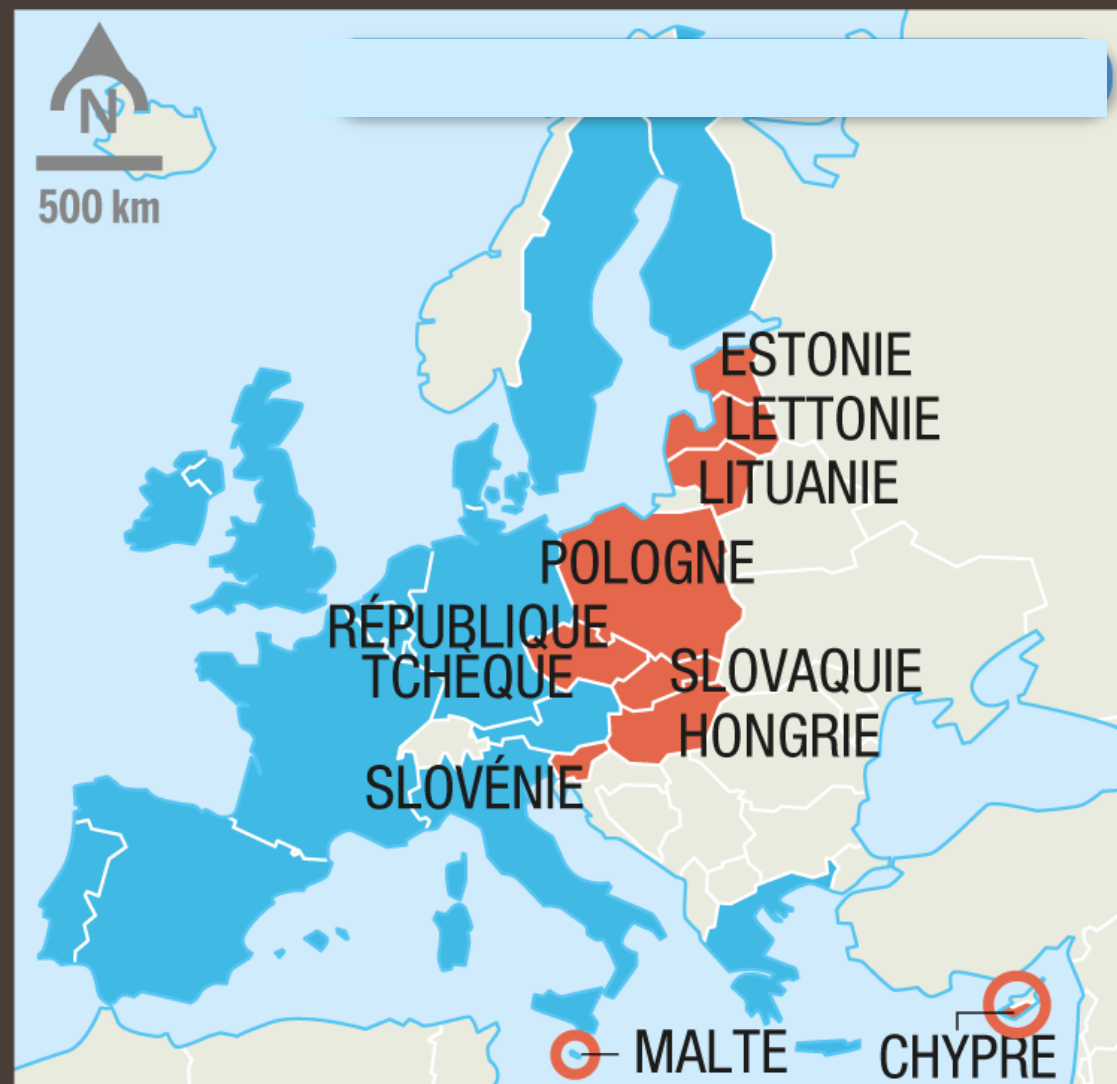 N
500 km
ESTONIE
LETTONIE
LITUANIE
POLOGNE
RÉPUBLIQUE
TCHÈQUE
SLOVAQUIE
HONGRIE
SLOVÉNIE
MALTE
CHYPRE